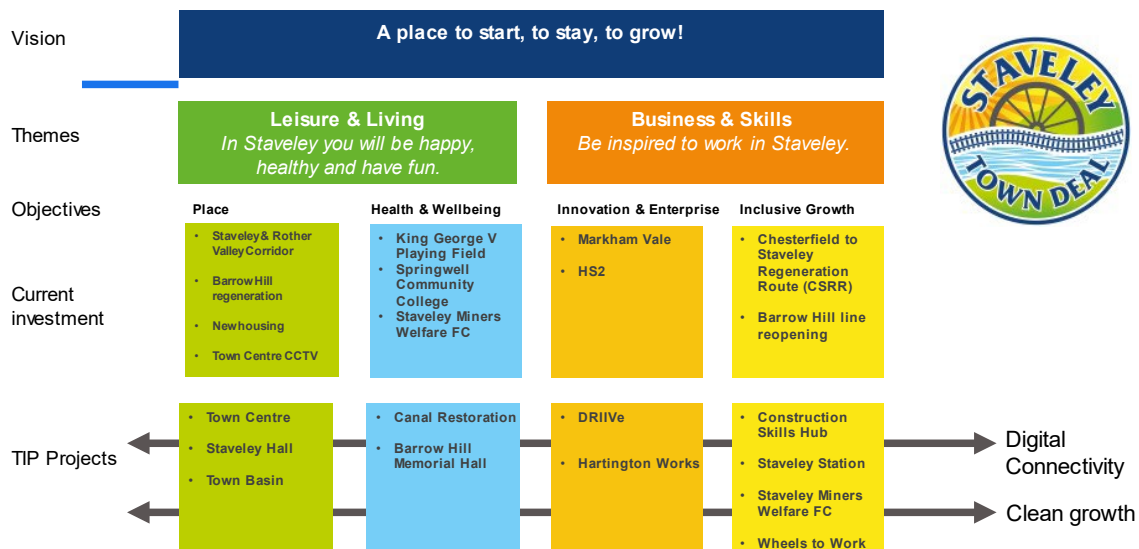 Vision
A place to start, to stay, to grow!
STAVELEY
TOWN DEAL
Themes
Leisure & Living
In Staveley you will be happy,
healthy and have fun.
Business & Skills
Be inspired to work in Staveley.
Objectives
Place
Health & Wellbeing
Innovation & Enterprise
Inclusive Growth
Current
investment
• Staveley & Rother
Valley Corridor
• Barrow Hill
regeneration
• New housing
• Town Centre CCTV
• King George V
Playing Field
• Springwell
Community
College
• Staveley Miners
Welfare FC
• Markham Vale
• HS2
• Chesterfield to
Staveley
Regeneration
Route (CSRR)
• Barrow Hill line
reopening
TIP Projects
• Town Centre
• Staveley Hall
• Town Basin
• Canal Restoration
• Barrow Hill
Memorial Hall
• DRIIVe
• Hartington Works
• Construction
Skills Hub
• Staveley Station
• Staveley Miners
Welfare FC
• Wheels to Work
Digital
Connectivity
Clean growth